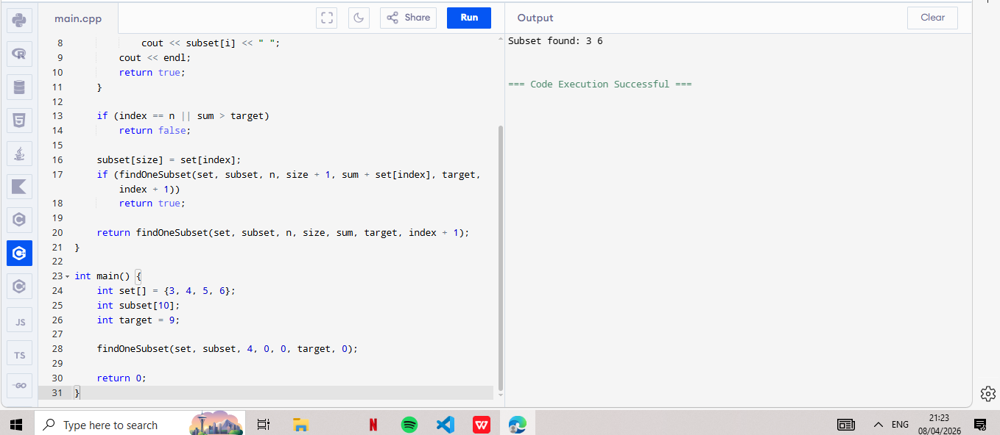 main.cpp
Share
Run
Output
Clear
8 cout << subset[i] << " ";
9 cout << endl;
10 return true;
11 }
12
13 if (index == n || sum > target)
14 return false;
15
16 subset[size] = set[index];
17 if (findOneSubset(set, subset, n, size + 1, sum + set[index], target,
index + 1))
18 return true;
19
20 return findOneSubset(set, subset, n, size, sum, target, index + 1);
21 }
22
23 int main() {
24 int set[] = {3, 4, 5, 6};
25 int subset[10];
26 int target = 9;
27
28 findOneSubset(set, subset, 4, 0, 0, target, 0);
29
30 return 0;
31 }
Subset found: 3 6
=== Code Execution Successful ===
JS
TS
GO
Type here to search
ENG
21:23
08/04/2026